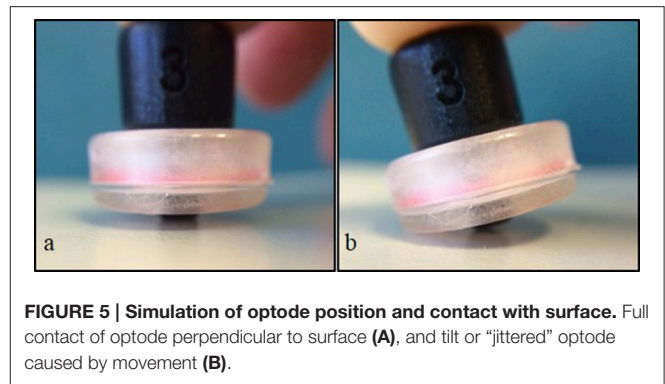 3
3
a
b
FIGURE 5 | Simulation of optode position and contact with surface. Full
contact of optode perpendicular to surface (A), and tilt or “jittered” optode
caused by movement (B).